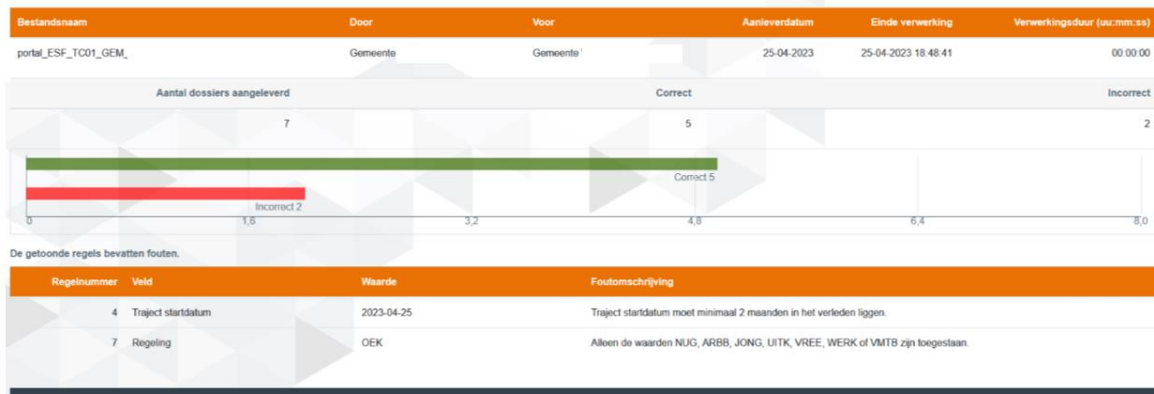 Bestandsnaam Door Voor Aanleverdatum Einde verwerking Verwerkingsduur (uu:mm:ss)
portal_ESF_TC01_GEM_ Gemeente Gemeente 25-04-2023 25-04-2023 18:48:41 00:00:00
Aantal dossiers aangeleverd Correct Incorrect
7 5 2
Correct 5
Incorrect 2
0 1,6 3,2 4,8 6,4 8,0
De getoonde regels bevatten fouten.
Regelnummer Veld Waarde Foutomschrijving
4 Traject startdatum 2023-04-25 Traject startdatum moet minimaal 2 maanden in het verleden liggen.
7 Regeling OEK Alleen de waarden NUG, ARBB, JONG, UITK, VREE, WERK of VMTB zijn toegestaan.